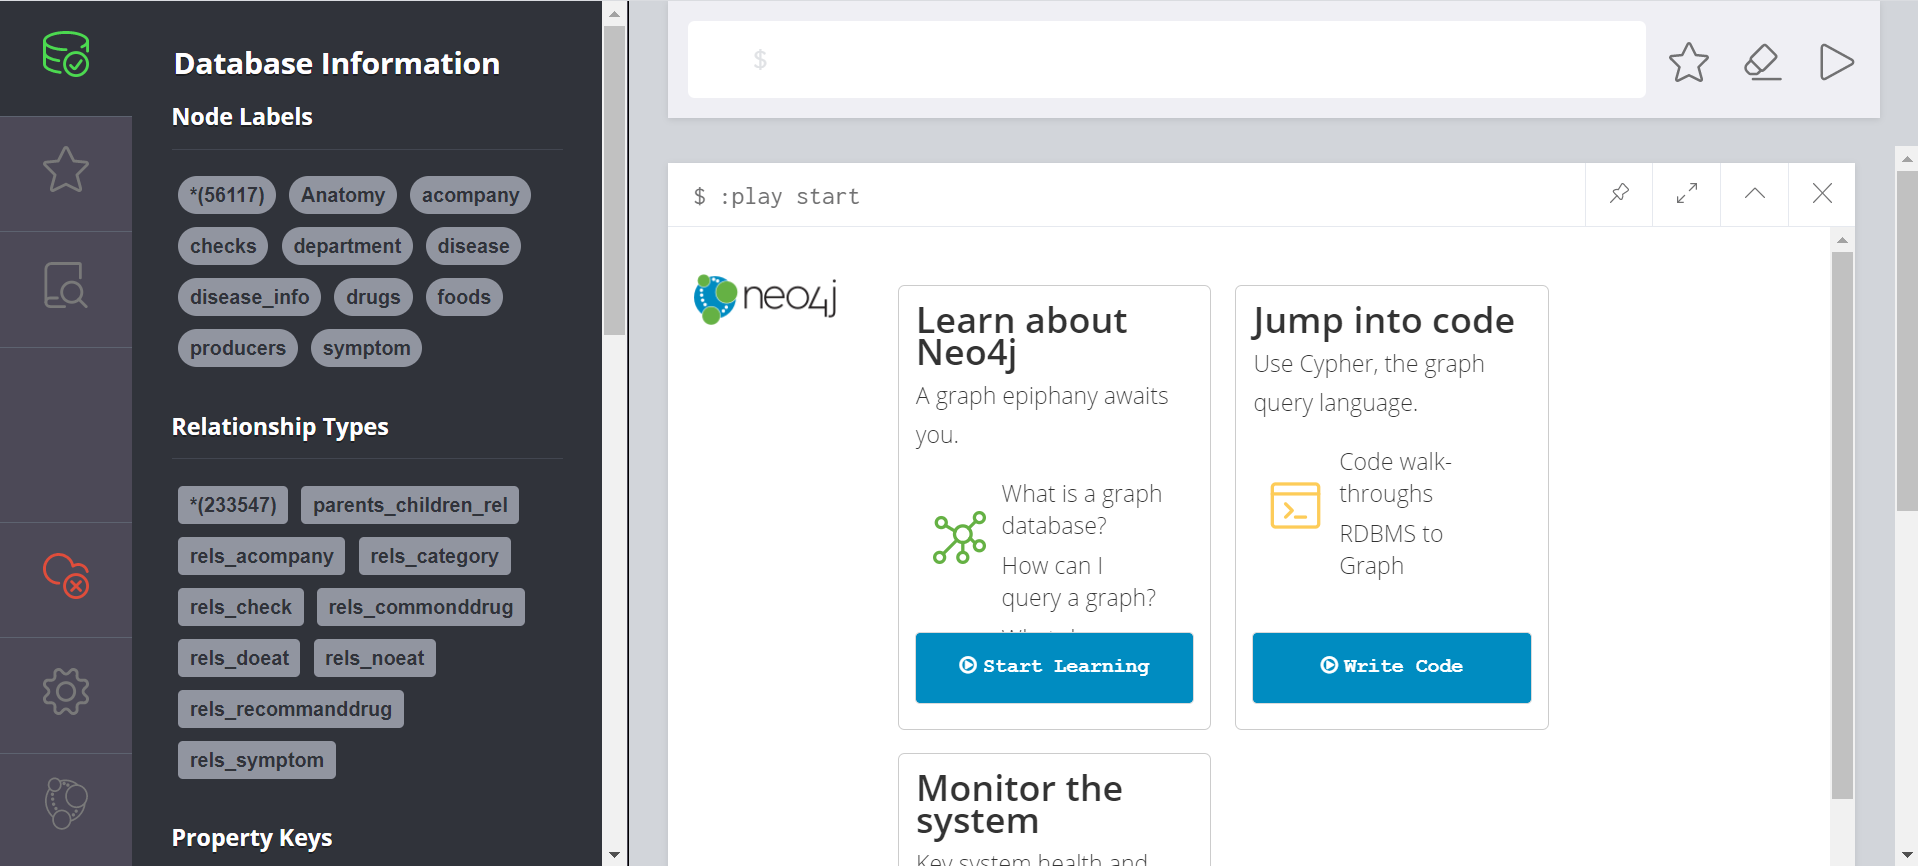 Database Information
Node Labels
*(56117) Anatomy acompany
checks department disease
disease_info drugs foods
producers symptom
Relationship Types
*(233547) parents_children_rel
rels_acompany rels_category
rels_check rels_commonddrug
rels_doeat rels_noeat
rels_recommanddrug
rels_symptom
Property Keys
$
$ :play start
neo4j
Learn about
Neo4j
A graph epiphany awaits
you.
What is a graph
database?
How can I
query a graph?
Start Learning
Jump into code
Use Cypher, the graph
query language.
Code walk-
throughs
RDBMS to
Graph
Write Code
Monitor the
system
Key system health and